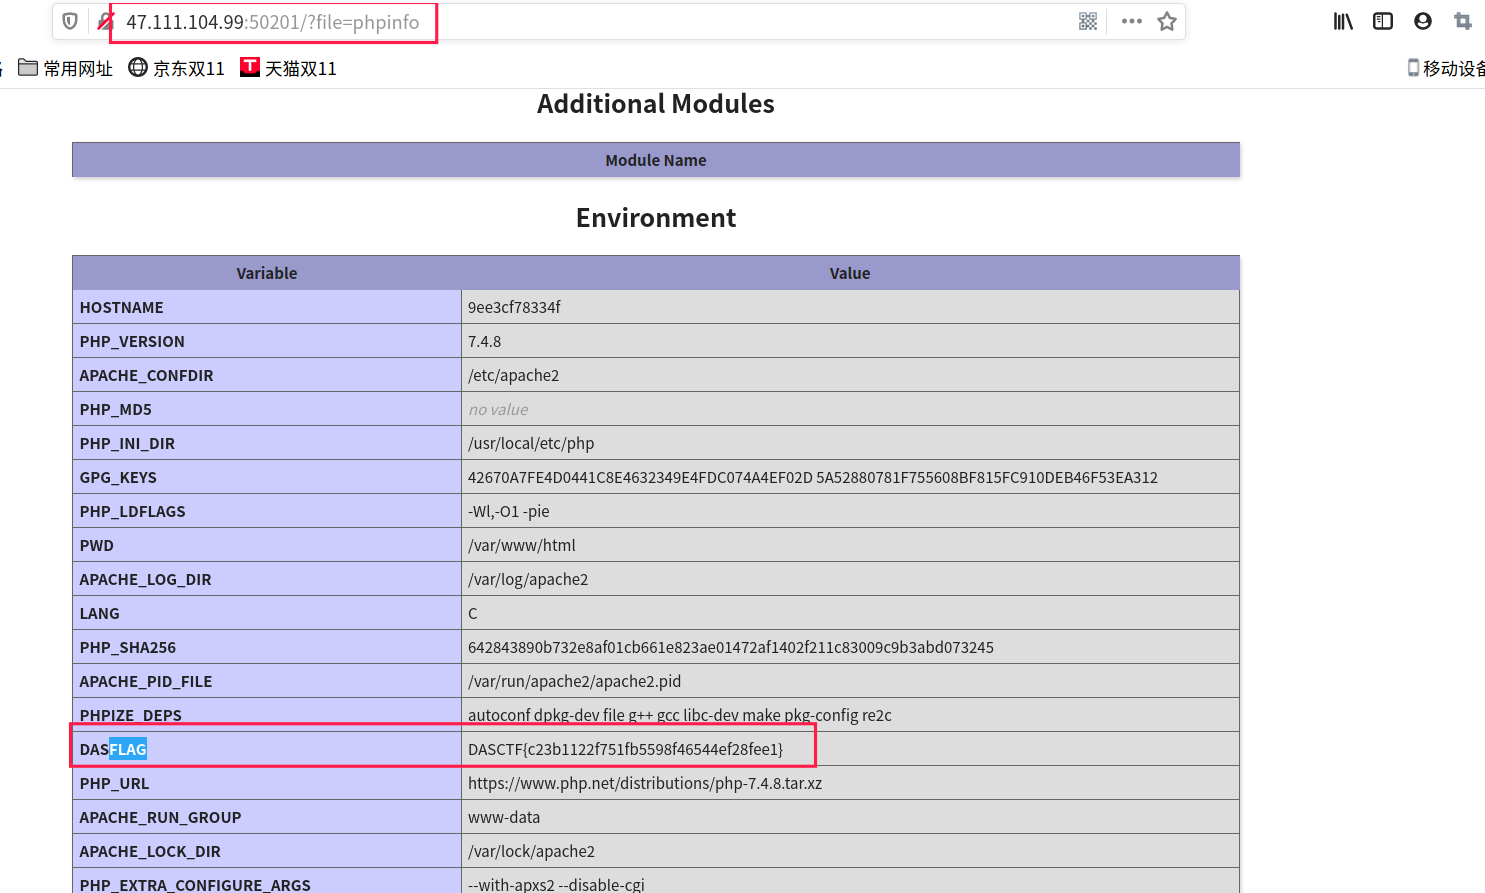 47.111.104.99:50201/?file=phpinfo
常用网址 京东双11 天猫双11 移动设备
Additional Modules
Module Name
Environment
Variable Value
HOSTNAME 9ee3cf78334f
PHP_VERSION 7.4.8
APACHE_CONFDIR /etc/apache2
PHP_MD5 no value
PHP_INI_DIR /usr/local/etc/php
GPG_KEYS 42670A7FE4D0441C8E4632349E4FDC074A4EF02D 5A52880781F755608BF815FC910DEB46F53EA312
PHP_LDFLAGS -Wl,-O1 -pie
PWD /var/www/html
APACHE_LOG_DIR /var/log/apache2
LANG C
PHP_SHA256 642843890b732e8af01cb661e823ae01472af1402f211c83009c9b3abd073245
APACHE_PID_FILE /var/run/apache2/apache2.pid
PHPIZE_DEPS autoconf dpkg-dev file g++ gcc libc-dev make pkg-config re2c
DASFLAG DASCTF{c23b1122f751fb5598f46544ef28fee1}
PHP_URL https://www.php.net/distributions/php-7.4.8.tar.xz
APACHE_RUN_GROUP www-data
APACHE_LOCK_DIR /var/lock/apache2
PHP_EXTRA_CONFIGURE_ARGS --with-apxs2 --disable-cgi